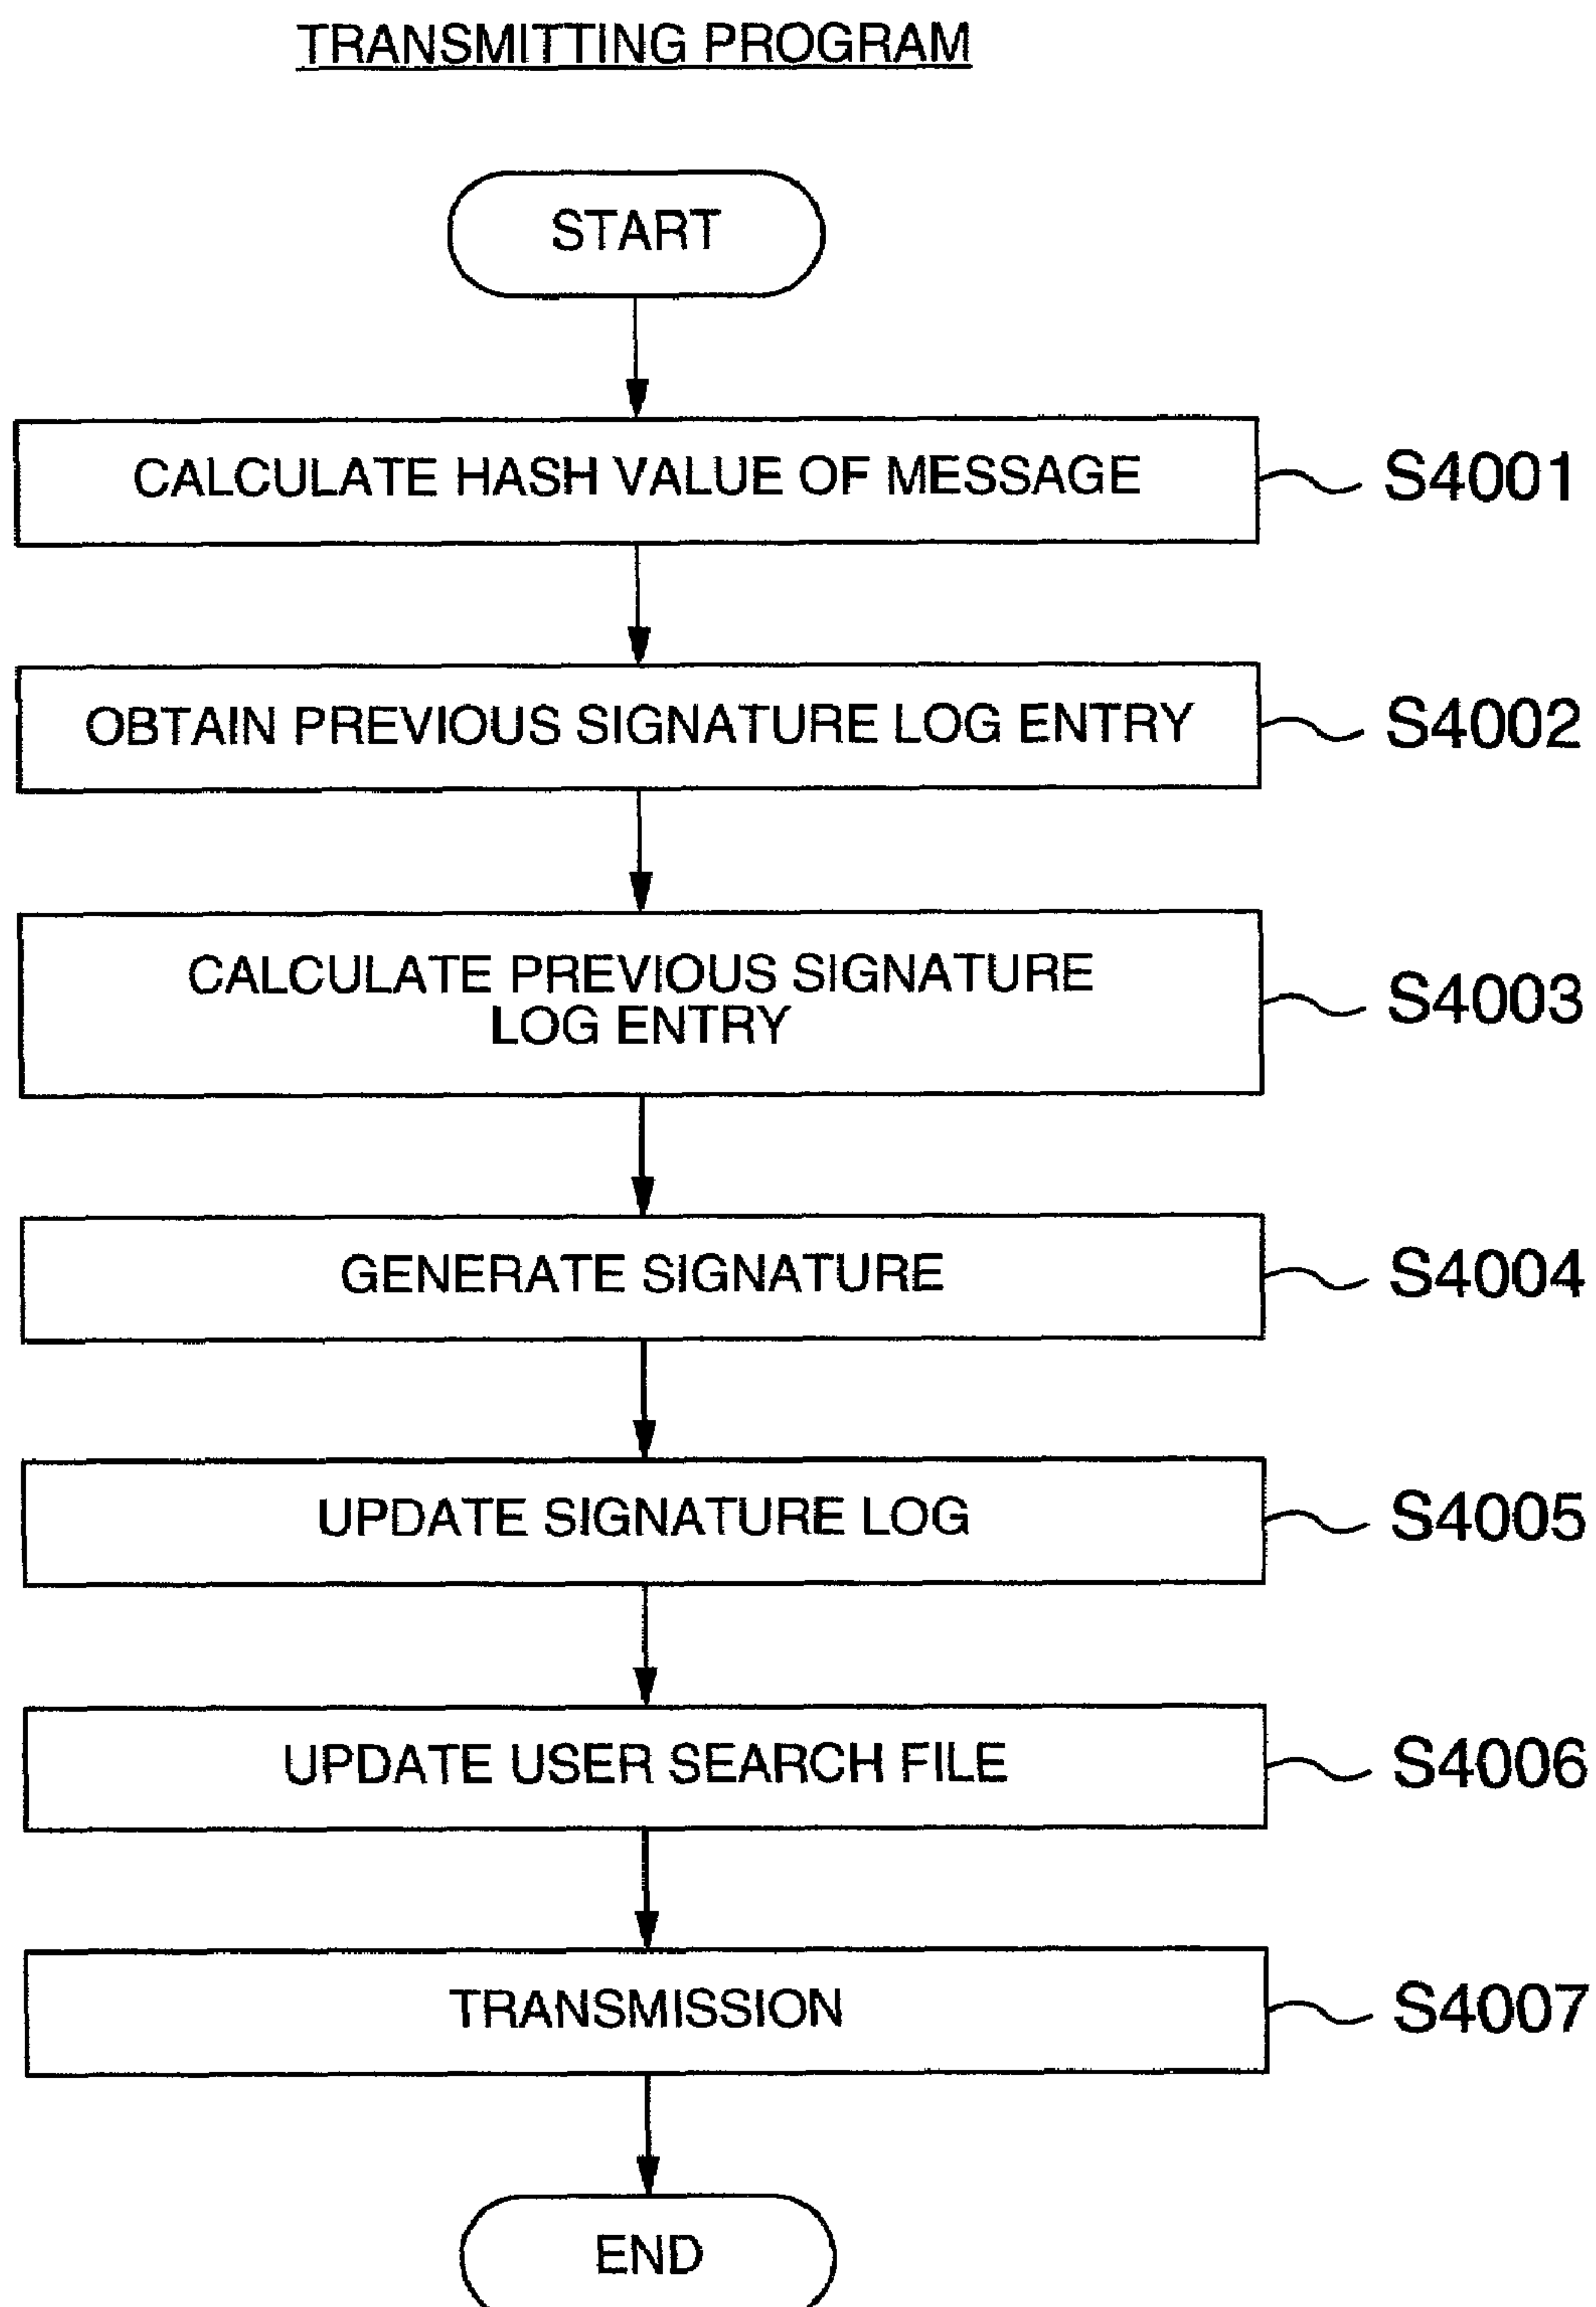 TRANSMITTING PROGRAM
START
CALCULATE HASH VALUE OF MESSAGE
S4001
OBTAIN PREVIOUS SIGNATURE LOG ENTRY
S4002
CALCULATE PREVIOUS SIGNATURE
LOG ENTRY
S4003
GENERATE SIGNATURE
S4004
UPDATE SIGNATURE LOG
S4005
UPDATE USER SEARCH FILE
S4006
TRANSMISSION
S4007
END